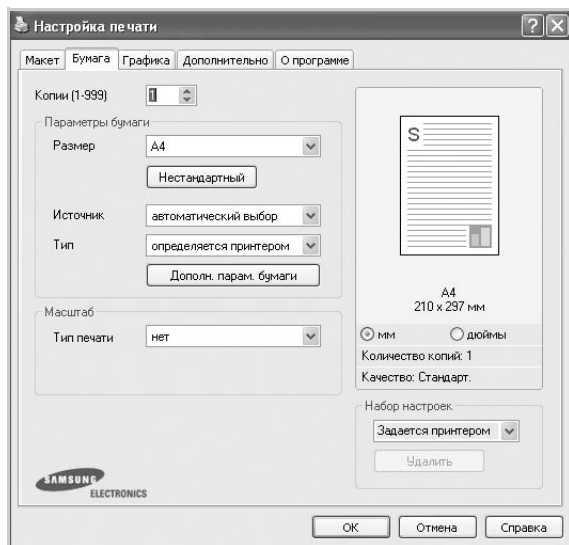 Настройка печати
Макет Бумага Графика Дополнительно О программе
Копии (1-999) 1
Параметры бумаги
Размер A4
Нестандартный
Источник автоматический выбор
Тип определяется принтером
Дополн. парам. бумаги
Масштаб
Тип печати нет
S
A4
210 x 297 мм
мм дюймы
Количество копий: 1
Качество: Стандарт.
Набор настроек
Задается принтером
Удалить
SAMSUNG
ELECTRONICS
OK Отмена Справка